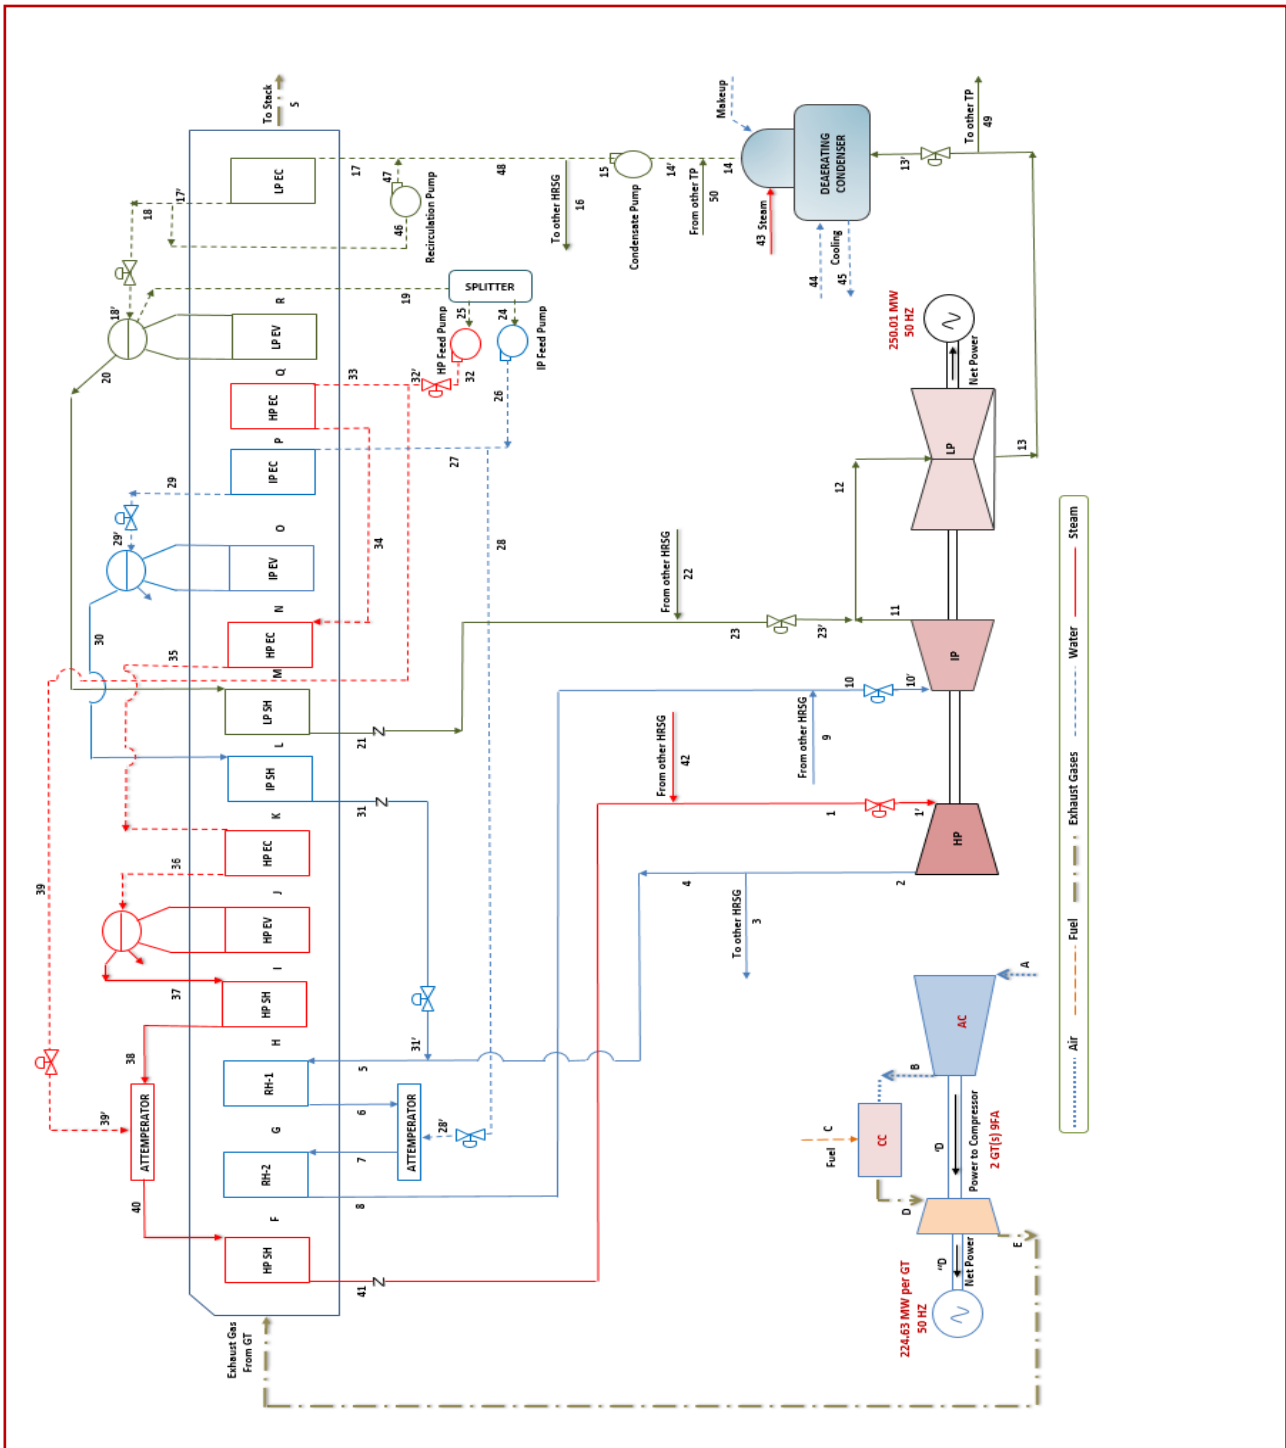 To Stack
S
LP EC
17
17'
18
47
46
Recirculation Pump
48
To other HRSG
16
15
Condensate Pump
14'
From other TP
50
14
Makeup
43 Steam
DEAERATING
CONDENSER
44
Cooling
45
13'
To other TP
49
18'
R
19
SPLITTER
25
24
HP Feed Pump
IP Feed Pump
LP EV
20
Q
33
32'
32
26
HP EC
P
27
IP EC
29
29'
O
28
34
IP EV
30
N
HP EC
35
M
LP SH
21
L
IP SH
31
K
HP EC
36
J
HP EV
I
37
HP SH
38
H
39
39'
31'
RH-1
5
6
G
ATTEMPERATOR
28'
ATTEMPERATOR
RH-2
7
8
40
F
HP SH
41
Exhaust Gas
From GT
250.01 MW
50 HZ
Net Power
LP
13
12
From other HRSG
22
23
23'
11
IP
10
10'
From other HRSG
9
From other HRSG
42
1
1'
HP
2
4
To other HRSG
3
A
AC
B
CC
C
Fuel
D
'D
Power to Compressor
2 GT(s) 9FA
E
"D
Net Power
224.63 MW per GT
50 HZ
Air
Fuel
Exhaust Gases
Water
Steam